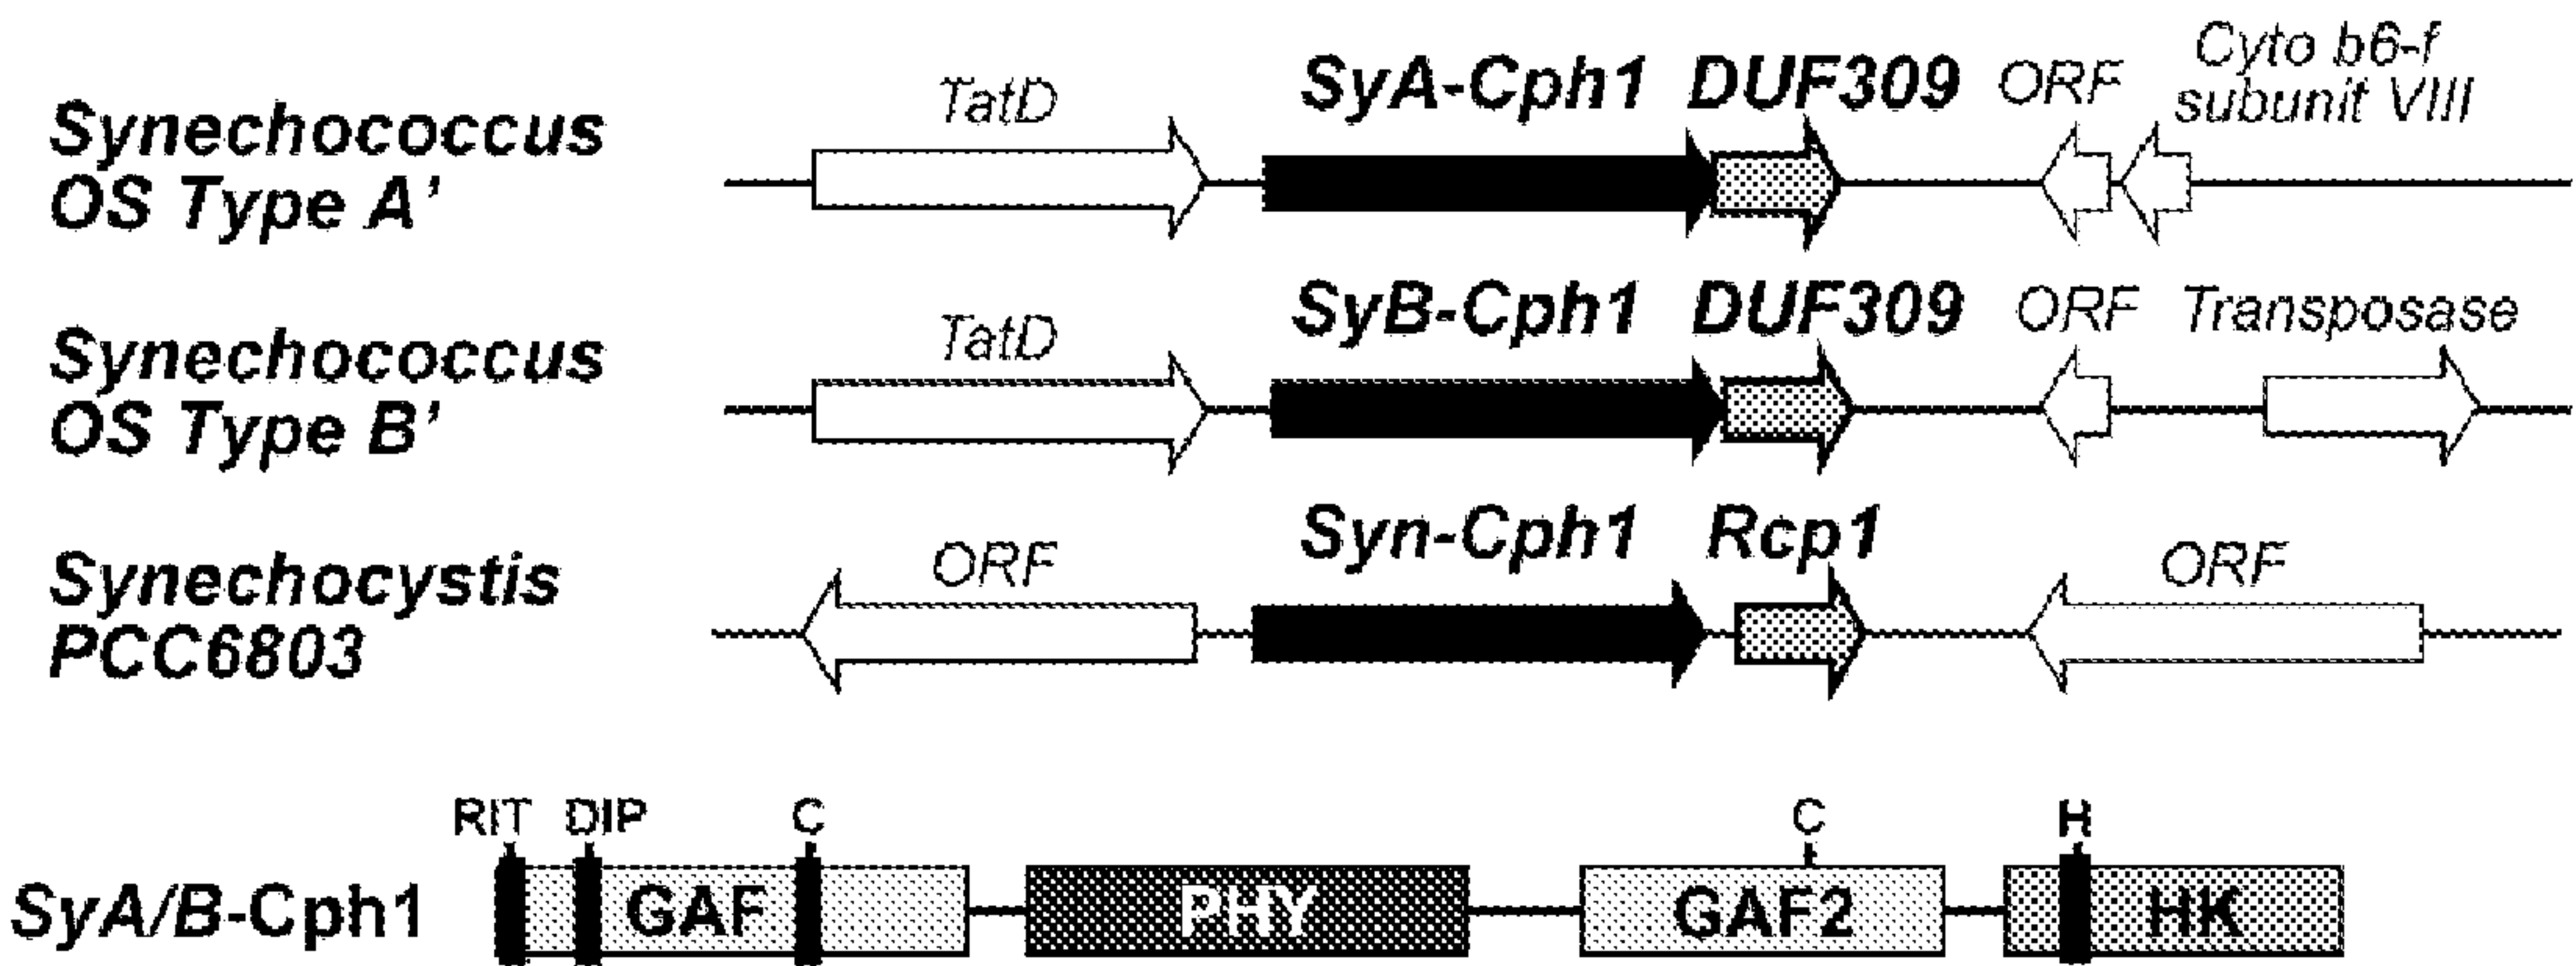 Cyto b6-f
TatD SyA-Cph1 DUF309 ORF subunit VIII
Synechococcus
OS Type A’
TatD SyB-Cph1 DUF309 ORF Transposase
Synechococcus
OS Type B’
ORF Syn-Cph1 Rcp1 ORF
Synechocystis
PCC6803
RIT DIP C C H
SyA/B-Cph1 GAF PHY GAF2 HK